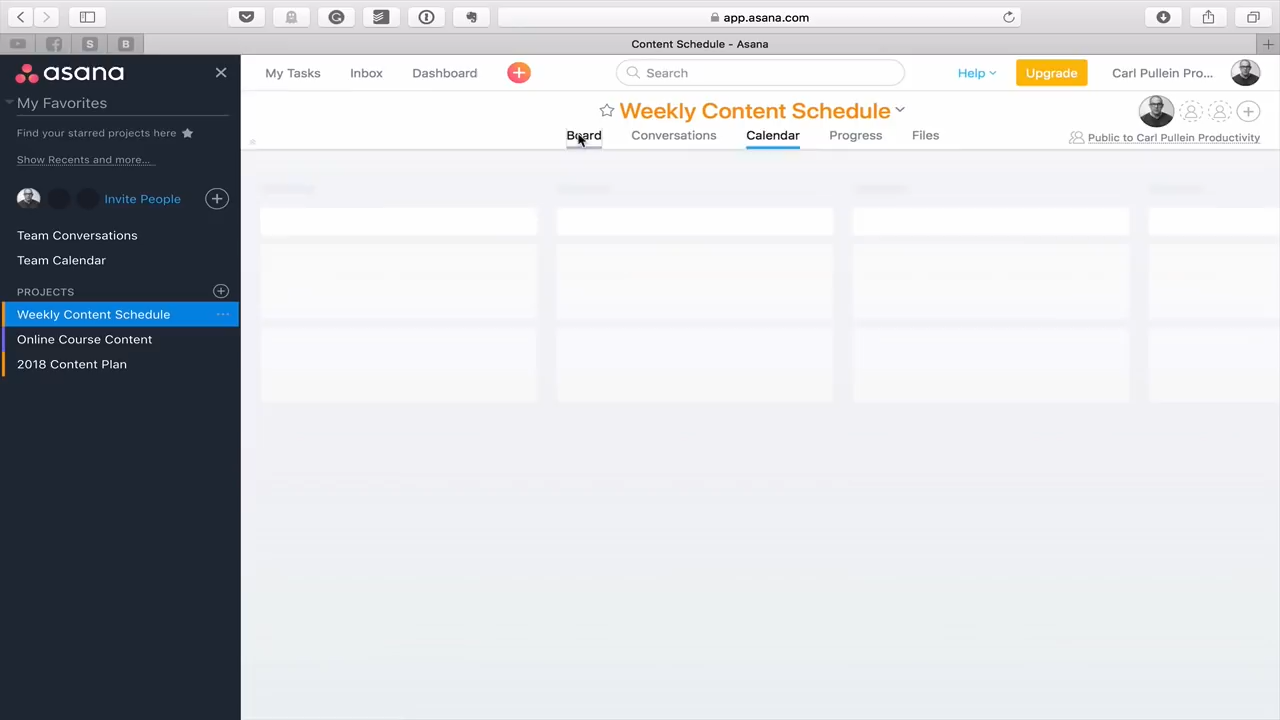 app.asana.com
S
B
Content Schedule - Asana
asana
My Tasks
Inbox
Dashboard
Search
Help
Upgrade
Carl Pullein Pro...
My Favorites
Find your starred projects here
Show Recents and more...
Invite People
Team Conversations
Team Calendar
PROJECTS
Weekly Content Schedule
Online Course Content
2018 Content Plan
Weekly Content Schedule
Board
Conversations
Calendar
Progress
Files
Public to Carl Pullein Productivity